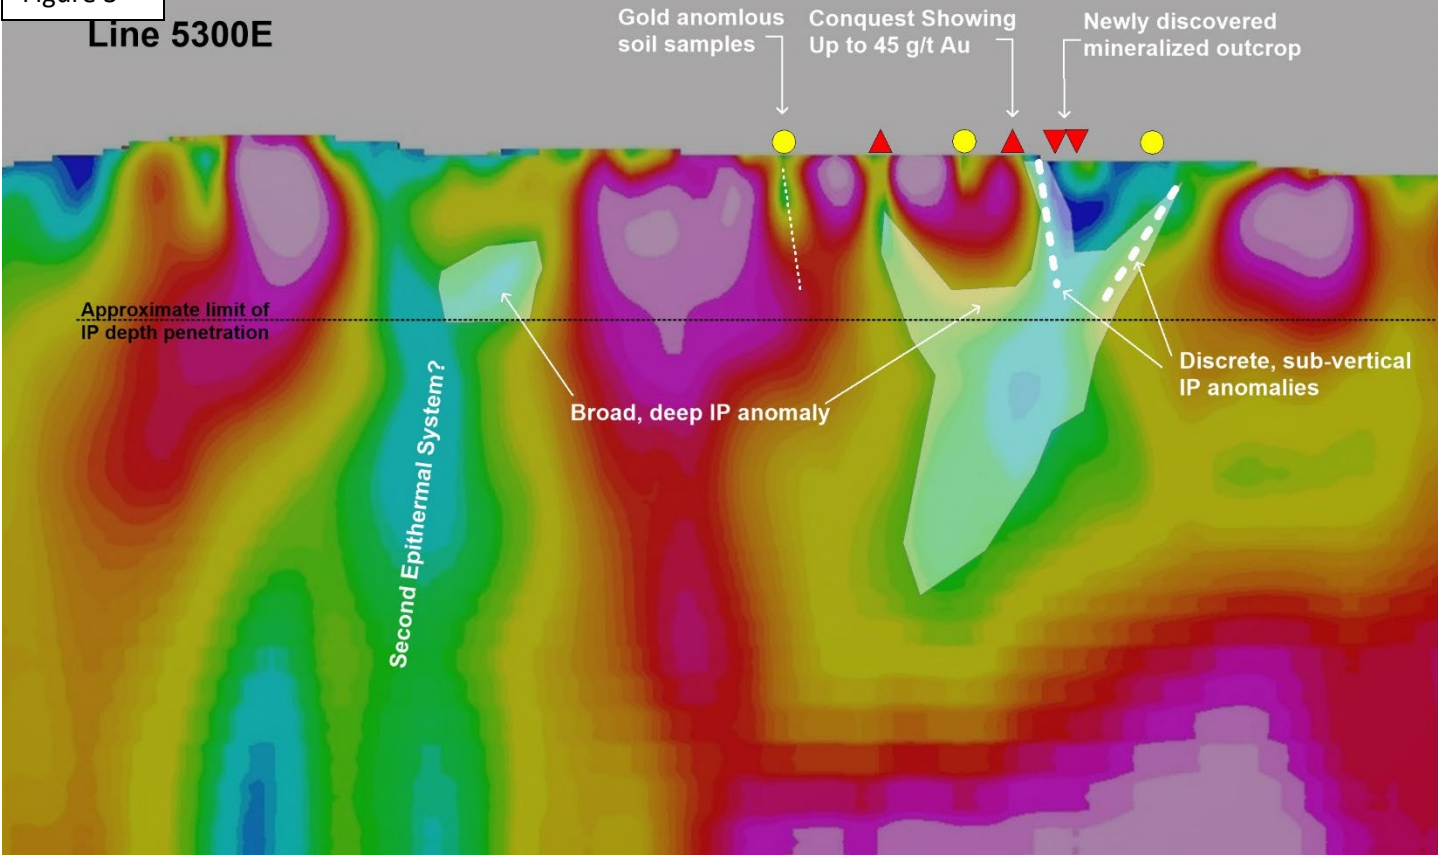 Line 5300E
Gold anomlous
soil samples
Conquest Showing
Up to 45 g/t Au
Newly discovered
mineralized outcrop
Approximate limit of
IP depth penetration
Second Epithermal System?
Broad, deep IP anomaly
Discrete, sub-vertical
IP anomalies